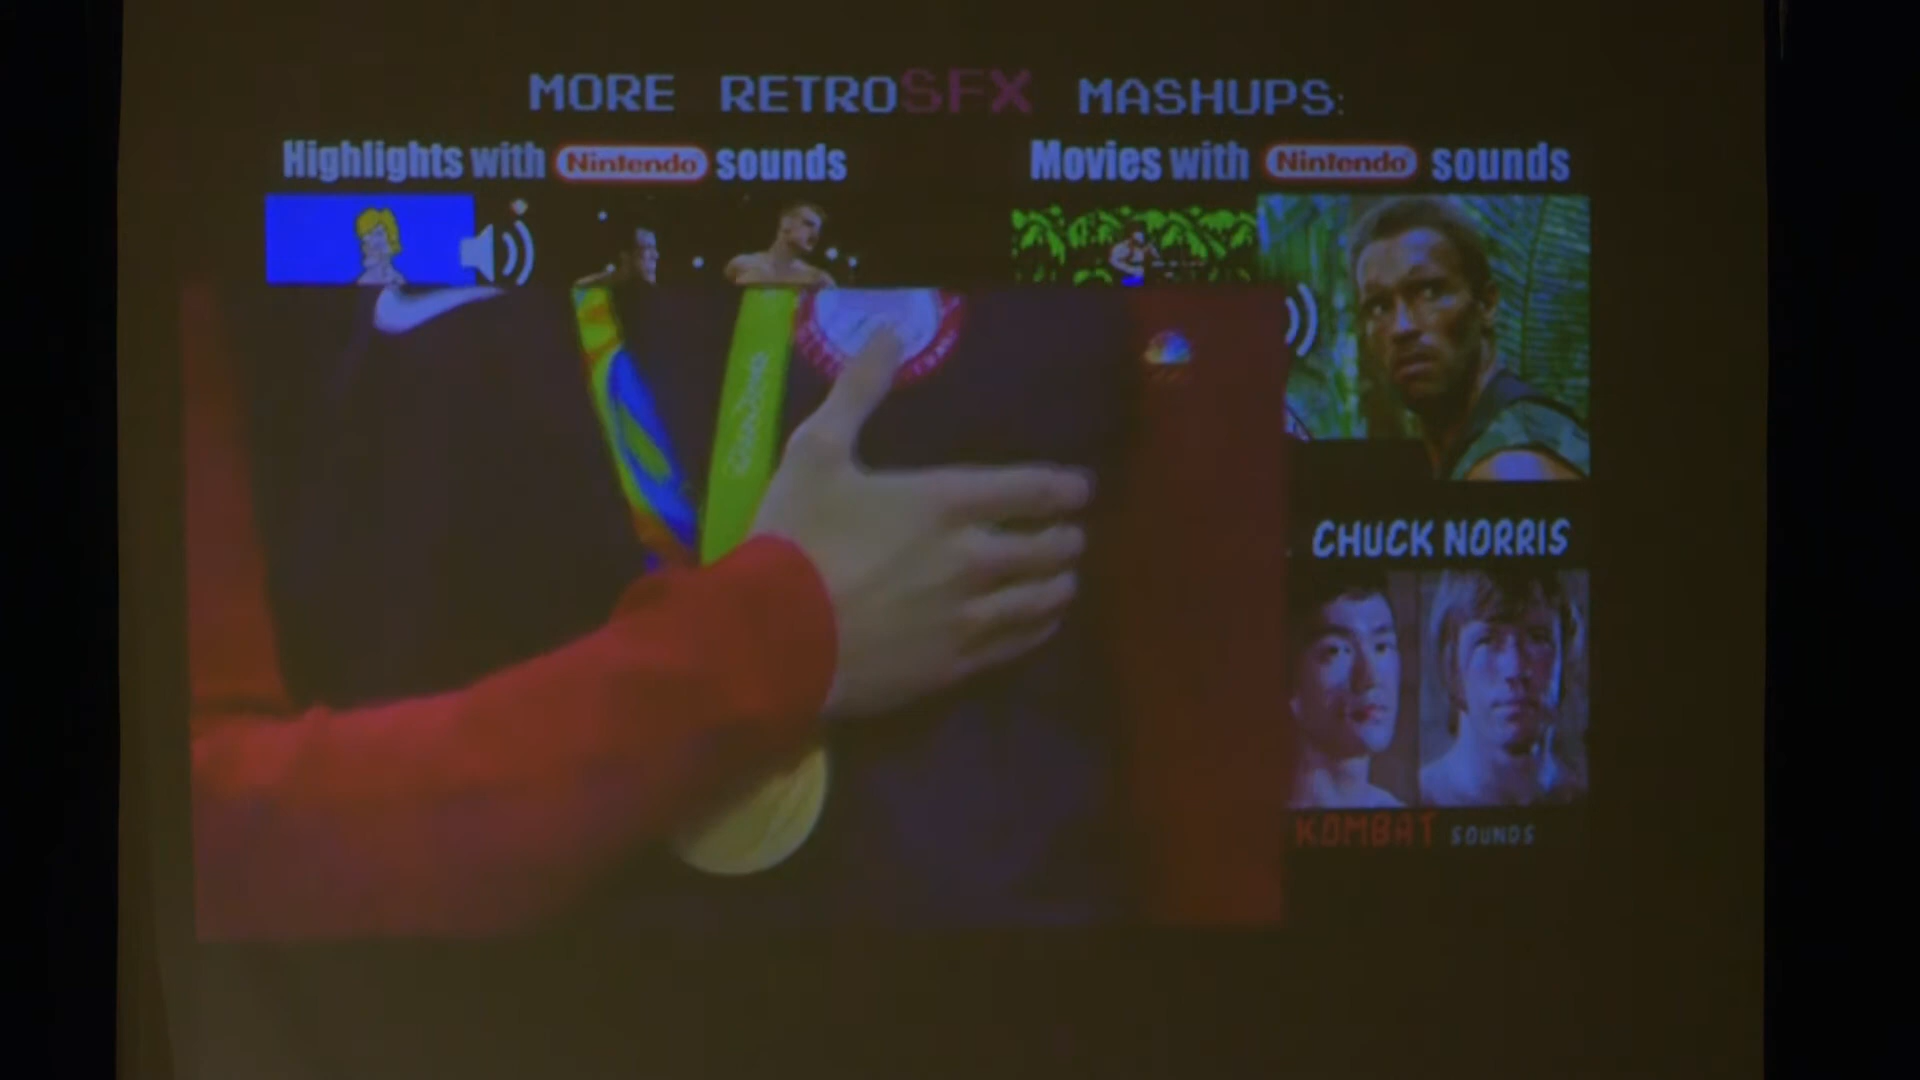 MORE RETROSFX MASHUPS:
Highlights with Nintendo sounds
Movies with Nintendo sounds
CHUCK NORRIS
KOMBAT SOUNDS